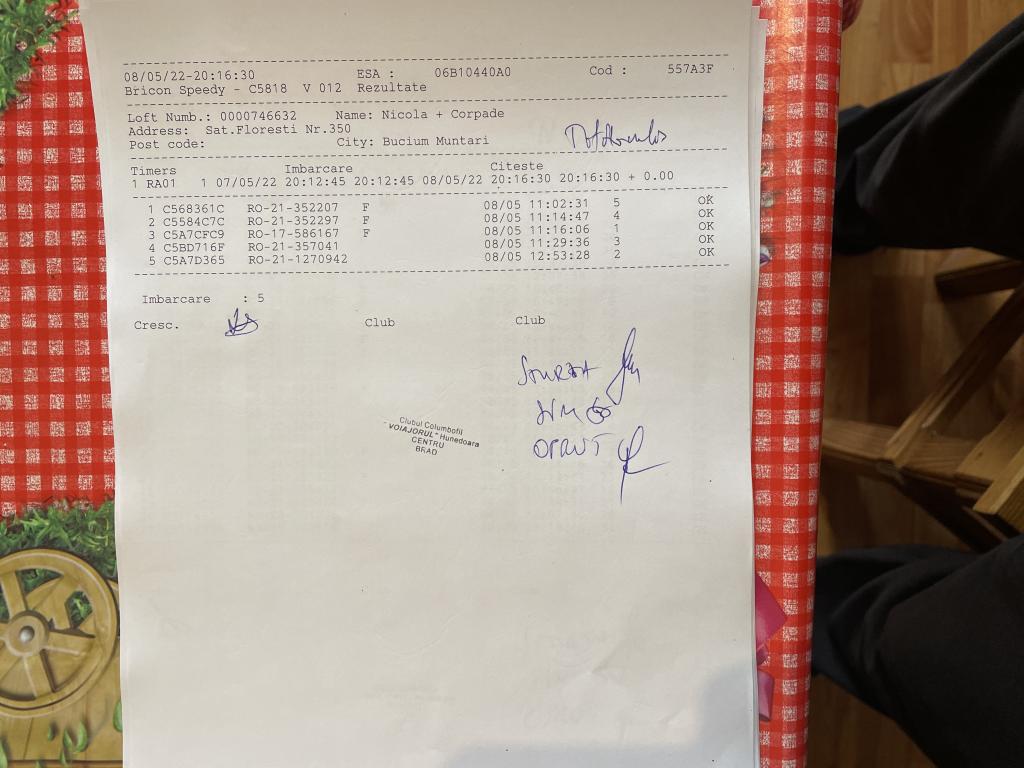 08/05/22-20:16:30 ESA : 06B10440A0 Cod : 557A3F
Bricon Speedy - C5818 V 012 Rezultate
Loft Numb.: 0000746632 Name: Nicola + Corpade
Address: Sat.Floresti Nr.350
Post code: City: Bucium Muntari
Timers Imbarcare Citeste
1 RA01 1 07/05/22 20:12:45 20:12:45 08/05/22 20:16:30 20:16:30 + 0.00
1 C568361C RO-21-352207 F 08/05 11:02:31 5 OK
2 C5584C7C RO-21-352297 F 08/05 11:14:47 4 OK
3 C5A7CFC9 RO-17-586167 F 08/05 11:16:06 1 OK
4 C5BD716F RO-21-357041 08/05 11:29:36 3 OK
5 C5A7D365 RO-21-1270942 08/05 12:53:28 2 OK
Imbarcare : 5
Cresc. Club Club
Clubul Columbofil
"VOIAJORUL" Hunedoara
CENTRU
BRAD